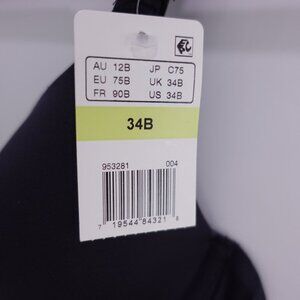 AU 12B JP C75
EU 75B UK 34B
FR 90B US 34B
34B
953281 004
7 19544 84321 8